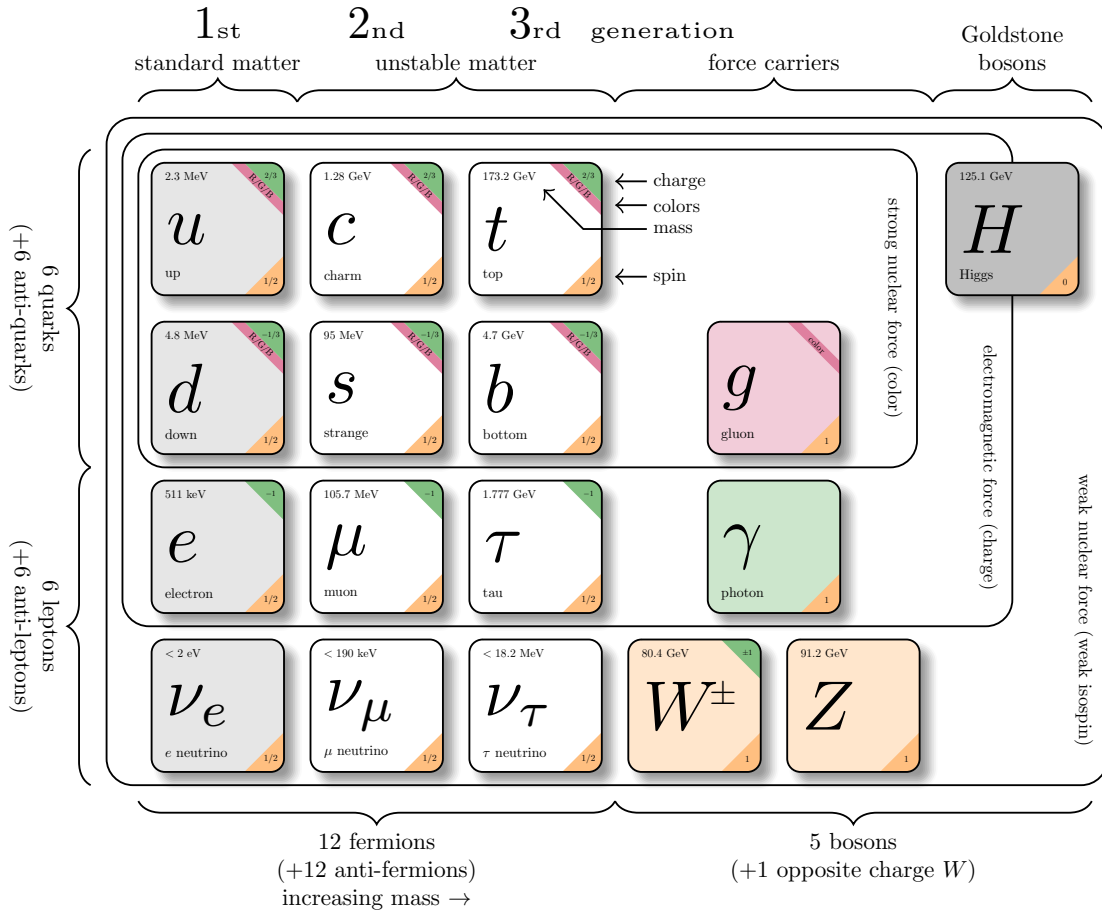 1st 2nd 3rd generation
standard matter unstable matter force carriers Goldstone bosons
2.3 MeV 2/3 R/G/B
u
up 1/2
1.28 GeV 2/3 R/G/B
c
charm 1/2
173.2 GeV 2/3 R/G/B
t
top 1/2
charge
colors
mass
spin
125.1 GeV
H
Higgs 0
4.8 MeV −1/3 R/G/B
d
down 1/2
95 MeV −1/3 R/G/B
s
strange 1/2
4.7 GeV −1/3 R/G/B
b
bottom 1/2
color
g
gluon 1
511 keV −1
e
electron 1/2
105.7 MeV −1
μ
muon 1/2
1.777 GeV −1
τ
tau 1/2
γ
photon 1
< 2 eV
νe
e neutrino 1/2
< 190 keV
νμ
μ neutrino 1/2
< 18.2 MeV
ντ
τ neutrino 1/2
80.4 GeV ±1
W±
1
91.2 GeV
Z
1
strong nuclear force (color)
electromagnetic force (charge)
weak nuclear force (weak isospin)
6 quarks
(+6 anti-quarks)
6 leptons
(+6 anti-leptons)
12 fermions
(+12 anti-fermions)
increasing mass →
5 bosons
(+1 opposite charge W)